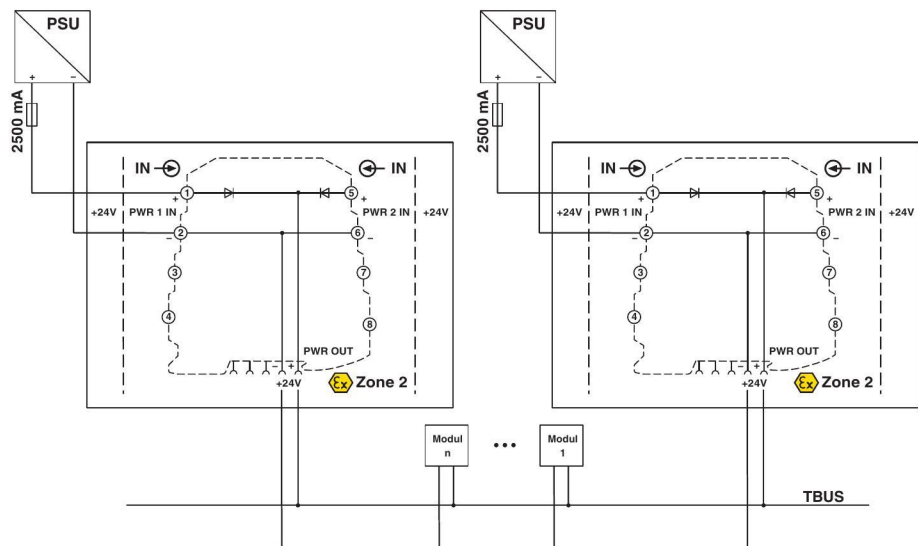 PSU
PSU
+ −
+ −
2500 mA
2500 mA
IN IN
IN IN
1 5
1 5
+ +
+ +
+24V PWR 1 IN PWR 2 IN +24V
+24V PWR 1 IN PWR 2 IN +24V
− 2 6 −
− 2 6 −
3 7
3 7
4 8
4 8
PWR OUT
PWR OUT
− +
− +
+24V Ex Zone 2
+24V Ex Zone 2
Modul
n
•••
Modul
1
TBUS